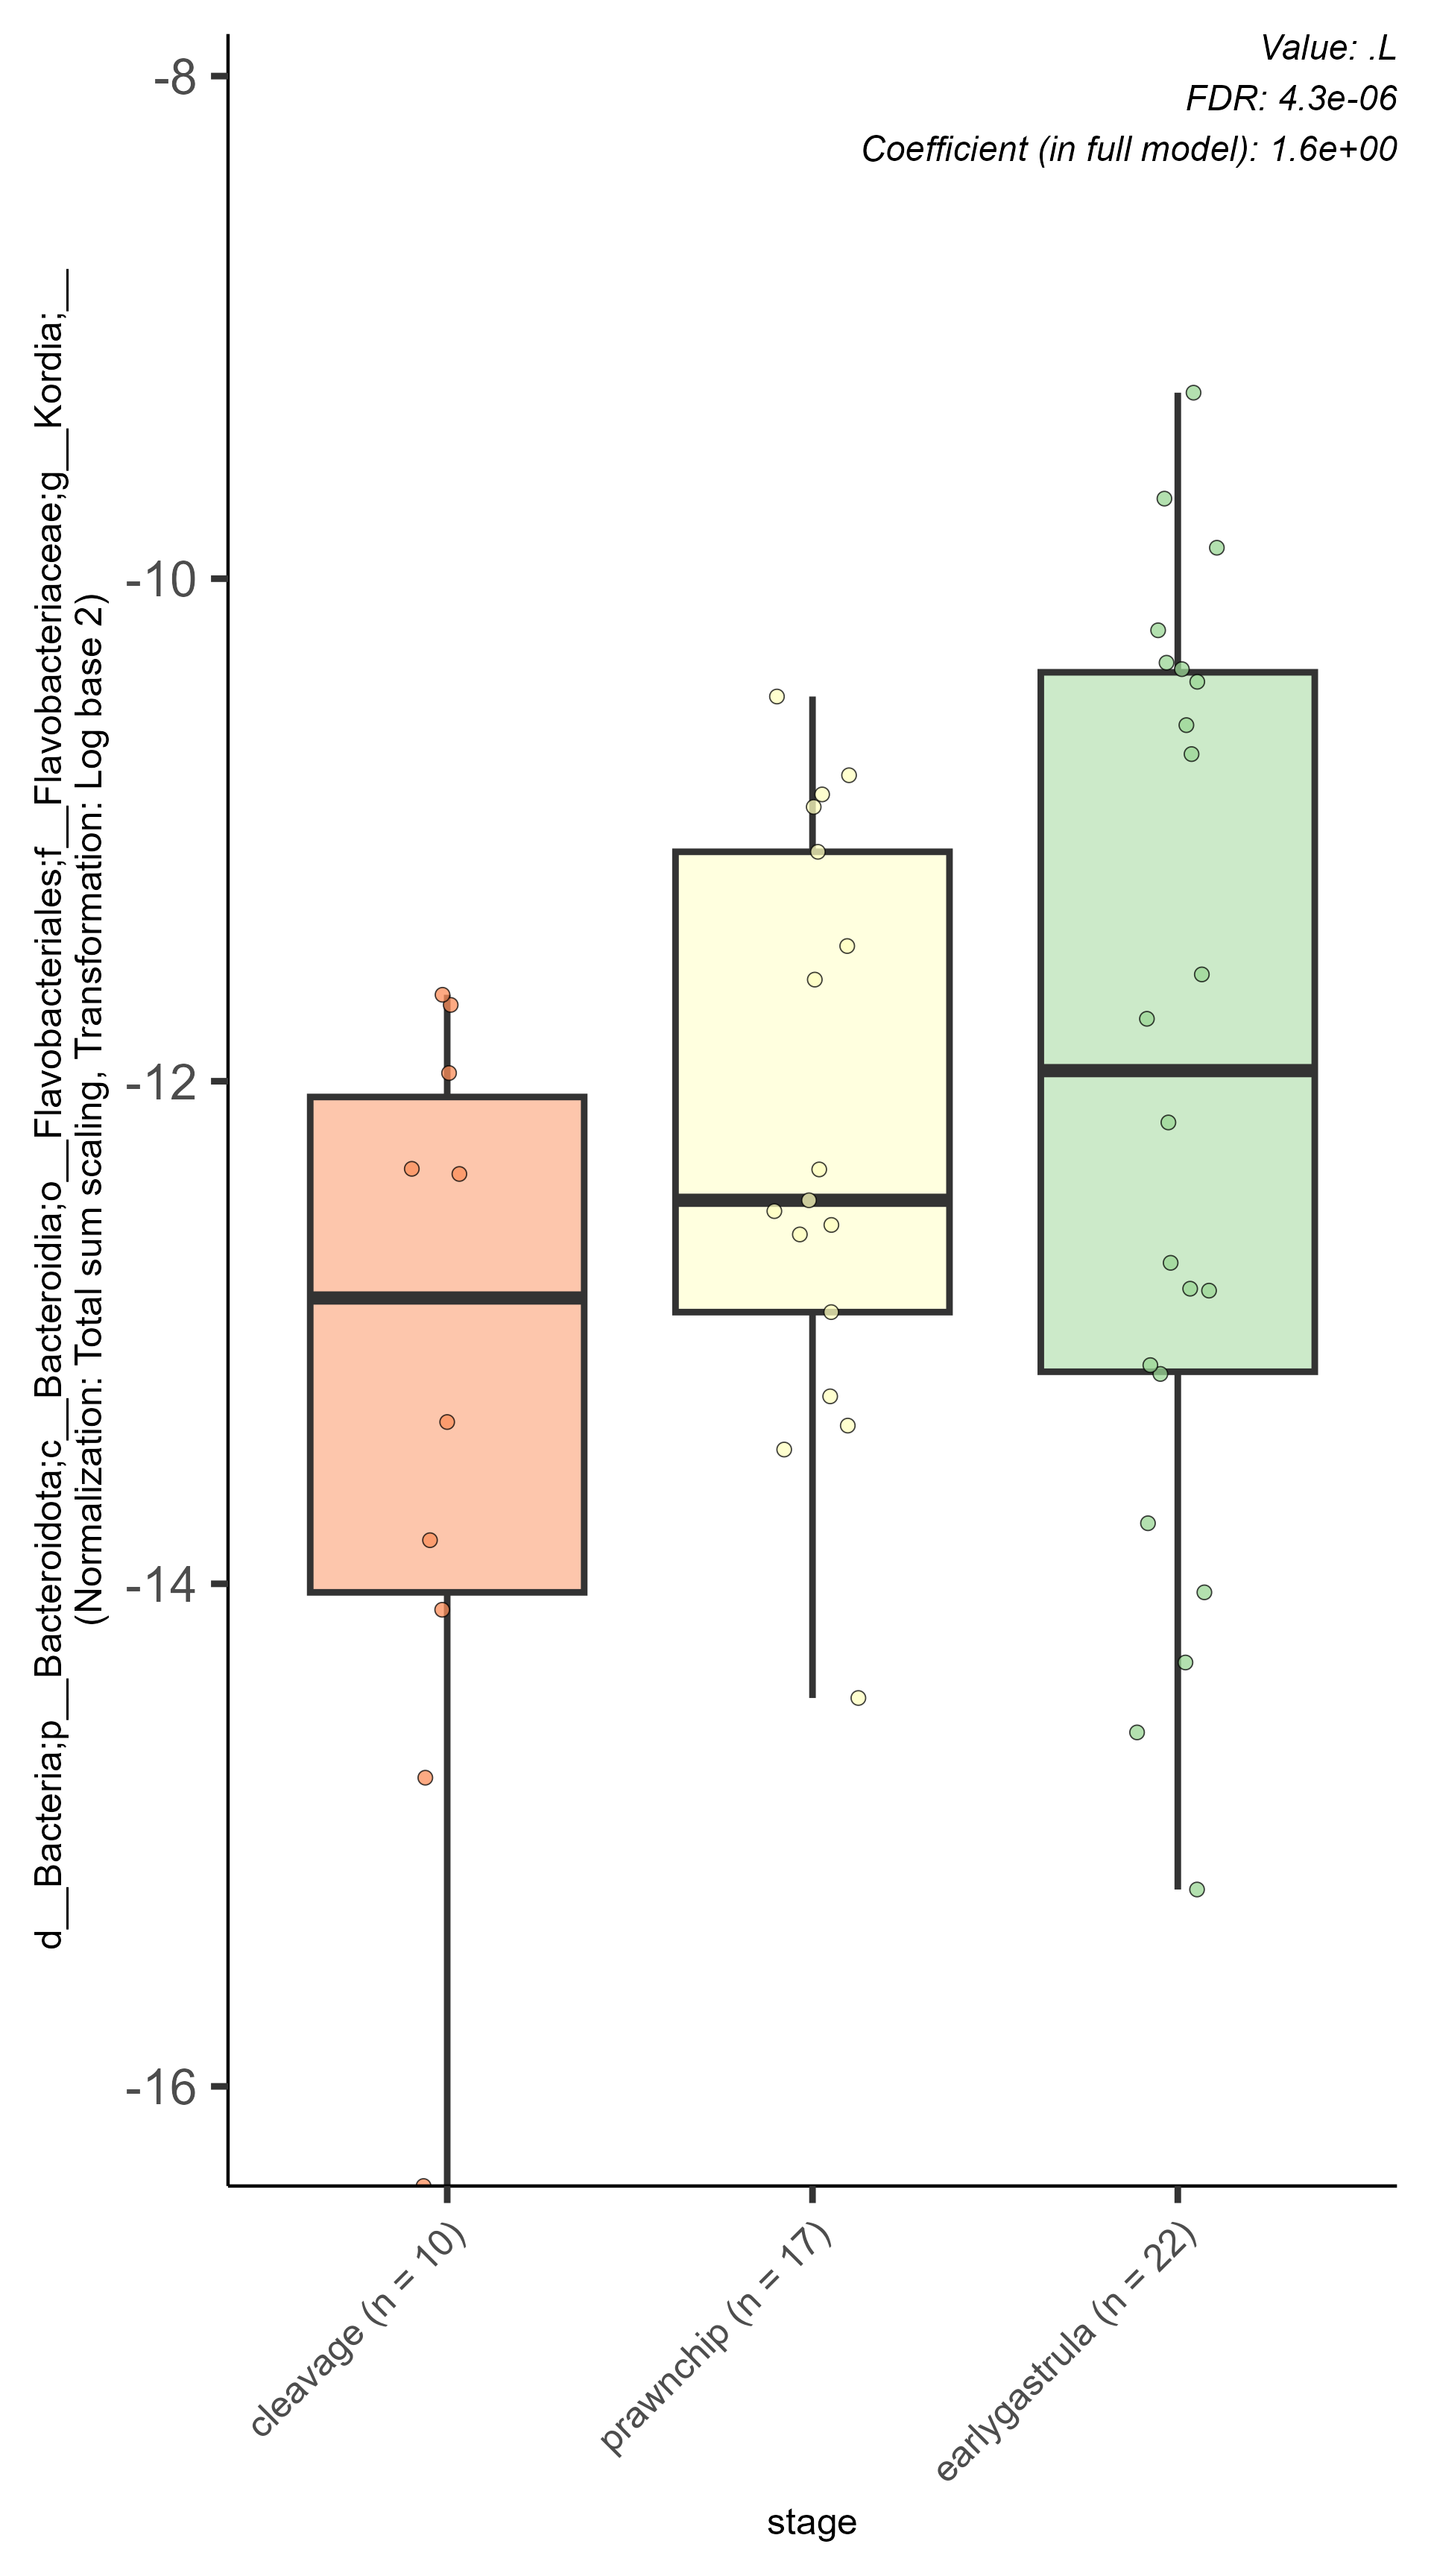 Value: .L
FDR: 4.3e-06
Coefficient (in full model): 1.6e+00
d__Bacteria;p__Bacteroidota;c__Bacteroidia;o__Flavobacteriales;f__Flavobacteriaceae;g__Kordia;__
(Normalization: Total sum scaling, Transformation: Log base 2)
-8
-10
-12
-14
-16
cleavage (n = 10)
prawnchip (n = 17)
earlygastrula (n = 22)
stage